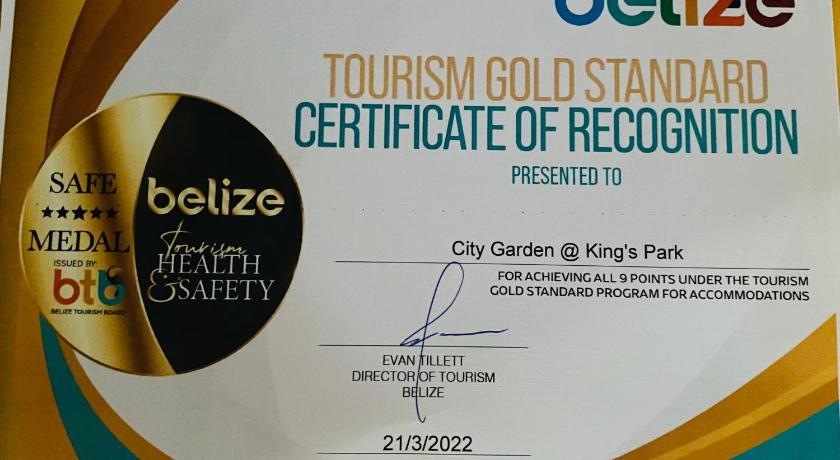 belize
TOURISM GOLD STANDARD
CERTIFICATE OF RECOGNITION
PRESENTED TO
City Garden @ King's Park
FOR ACHIEVING ALL 9 POINTS UNDER THE TOURISM
GOLD STANDARD PROGRAM FOR ACCOMMODATIONS
EVAN TILLETT
DIRECTOR OF TOURISM
BELIZE
21/3/2022
SAFE
★★★★★
MEDAL
ISSUED BY:
btb
BELIZE TOURISM BOARD
belize
Tourism
HEALTH
& SAFETY